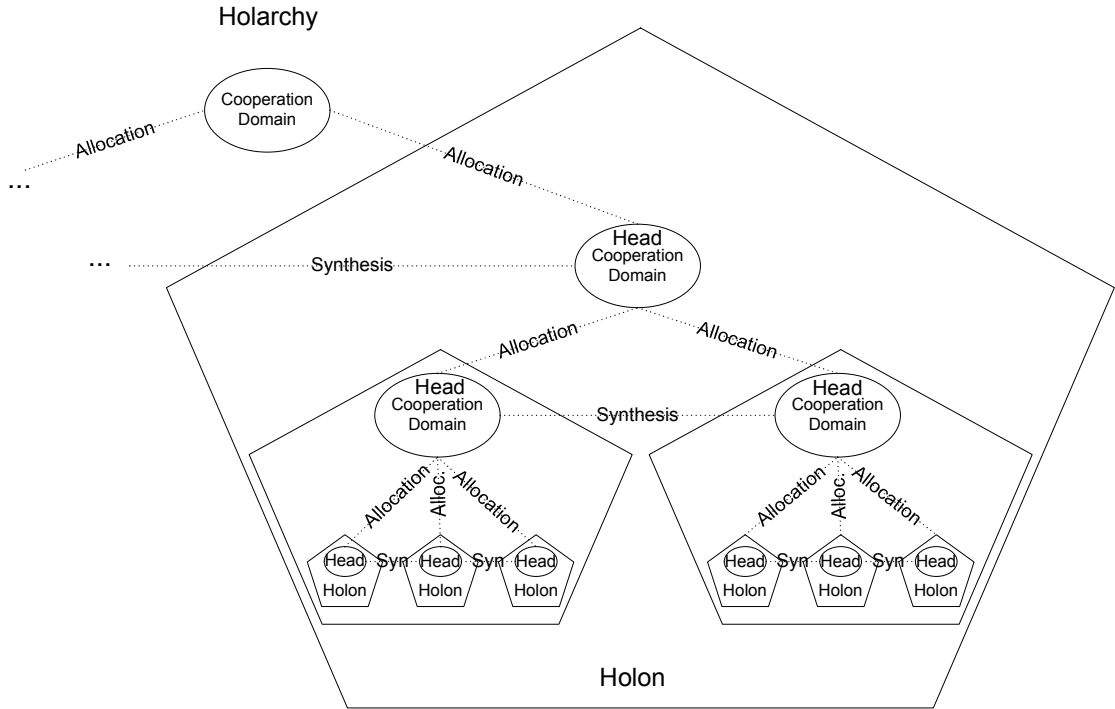 Holarchy
Cooperation
Domain
Allocation
Allocation
...
Head
Cooperation
Domain
...
Synthesis
Allocation
Allocation
Head
Cooperation
Domain
Synthesis
Head
Cooperation
Domain
Allocation
Alloc.
Allocation
Allocation
Alloc.
Allocation
Head
Syn
Head
Syn
Head
Holon
Holon
Holon
Head
Syn
Head
Syn
Head
Holon
Holon
Holon
Holon